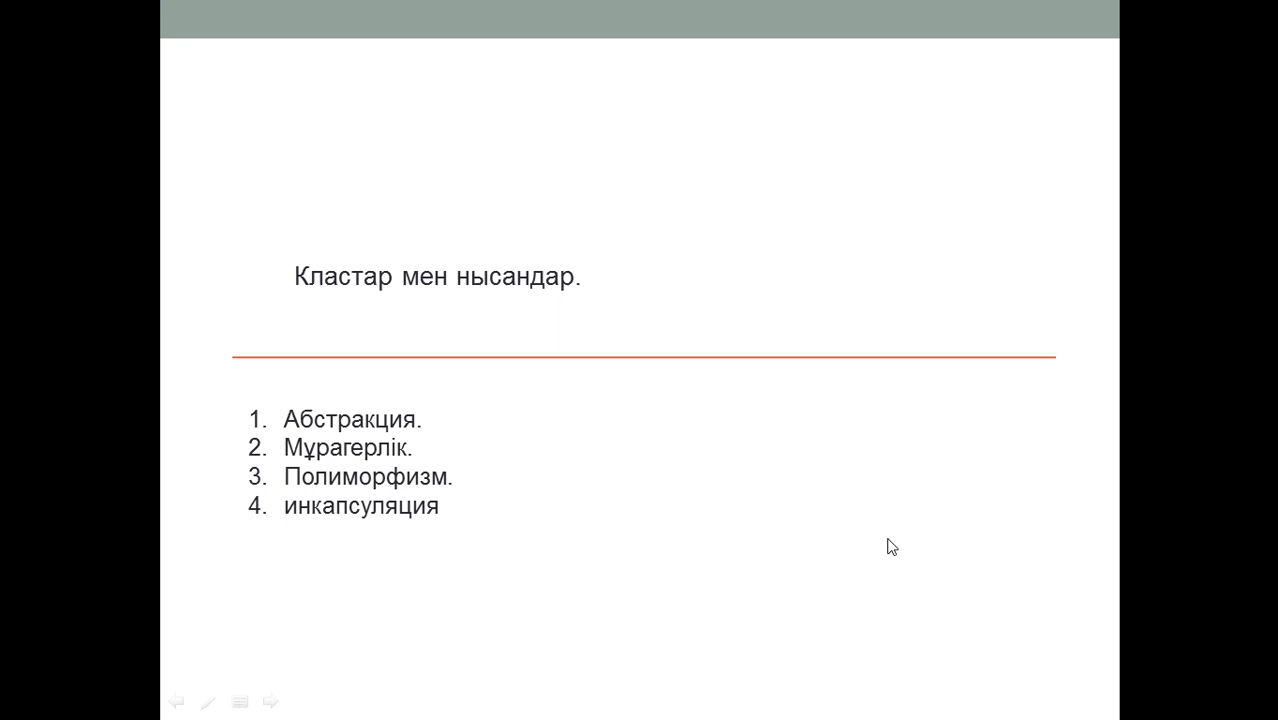 Кластар мен нысандар.
1. Абстракция.
2. Мұрагерлік.
3. Полиморфизм.
4. инкапсуляция